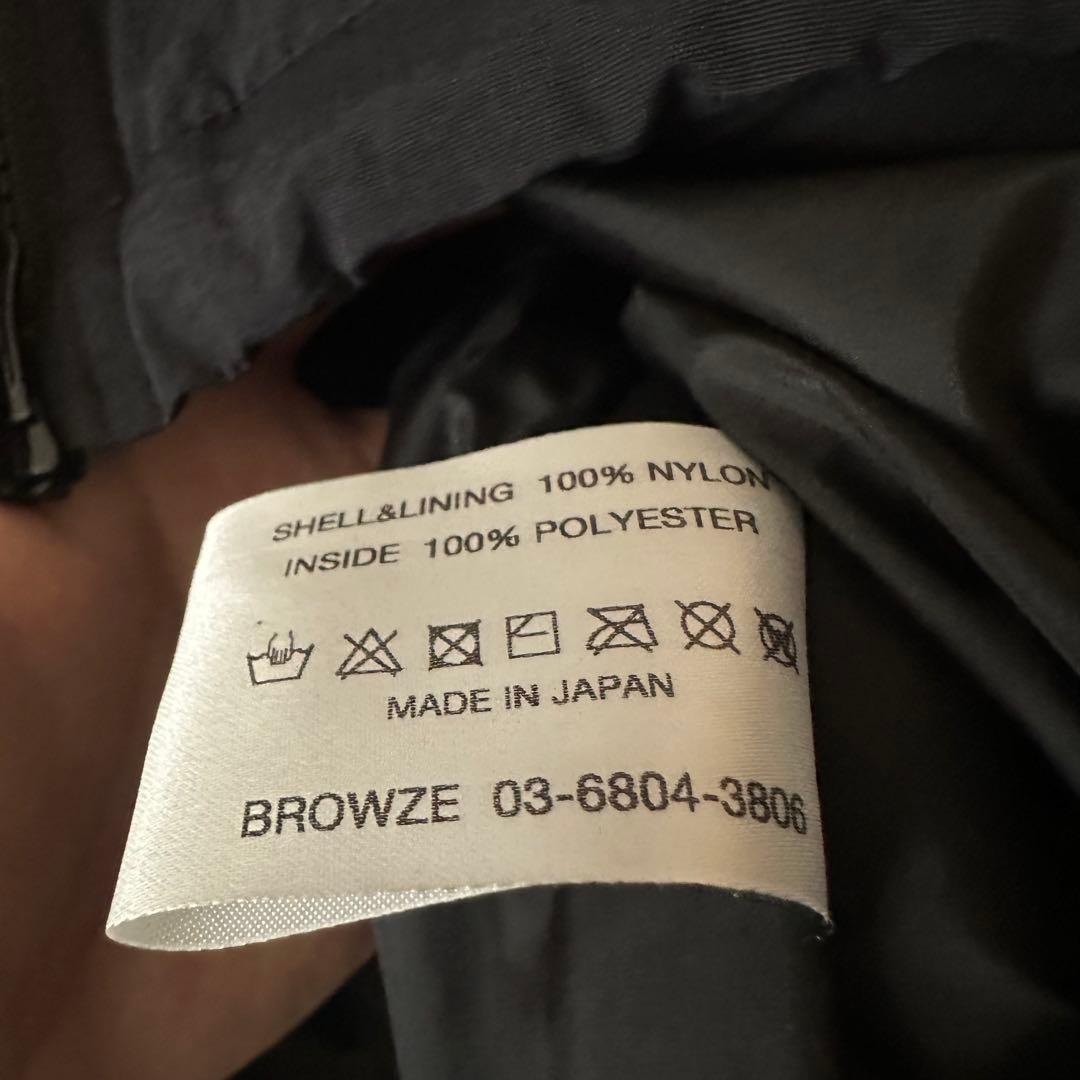 SHELL&LINING 100% NYLON
INSIDE 100% POLYESTER
MADE IN JAPAN
BROWZE 03-6804-3806